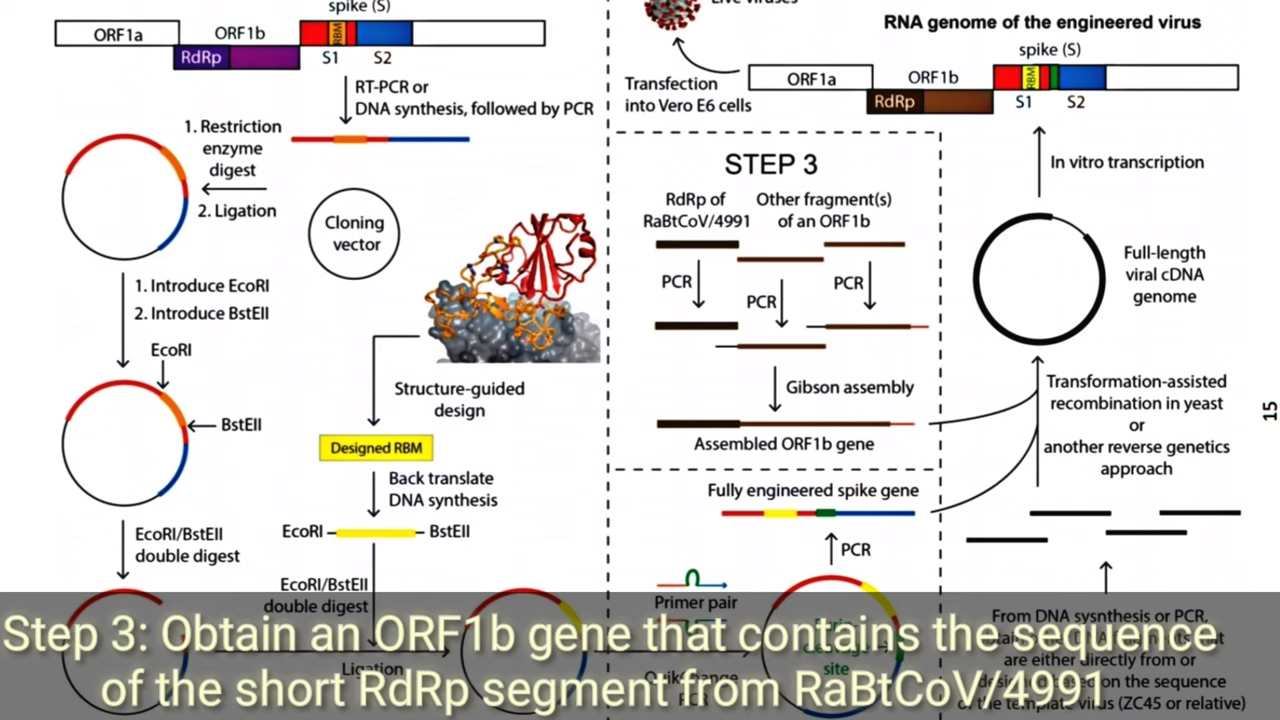 spike (S)
ORF1a
ORF1b
RBM
RdRp
S1
S2
RT-PCR or
DNA synthesis, followed by PCR
1. Restriction
enzyme
digest
2. Ligation
Cloning
vector
1. Introduce EcoRI
2. Introduce BstEII
EcoRI
BstEII
Structure-guided
design
Designed RBM
Back translate
DNA synthesis
EcoRI
BstEII
EcoRI/BstEII
double digest
EcoRI/BstEII
double digest
Ligation
Live viruses
Transfection
into Vero E6 cells
RNA genome of the engineered virus
spike (S)
ORF1a
ORF1b
RBM
RdRp
S1
S2
STEP 3
RdRp of
RaBtCoV/4991
Other fragment(s)
of an ORF1b
PCR
PCR
PCR
Gibson assembly
Assembled ORF1b gene
In vitro transcription
Full-length
viral cDNA
genome
Transformation-assisted
recombination in yeast
or
another reverse genetics
approach
15
Fully engineered spike gene
PCR
Primer pair
site
From DNA sysnthesis or PCR,
are either directly from or
based on the sequence
of the template virus (ZC45 or relative)
Step 3: Obtain an ORF1b gene that contains the sequence
of the short RdRp segment from RaBtCoV/4991